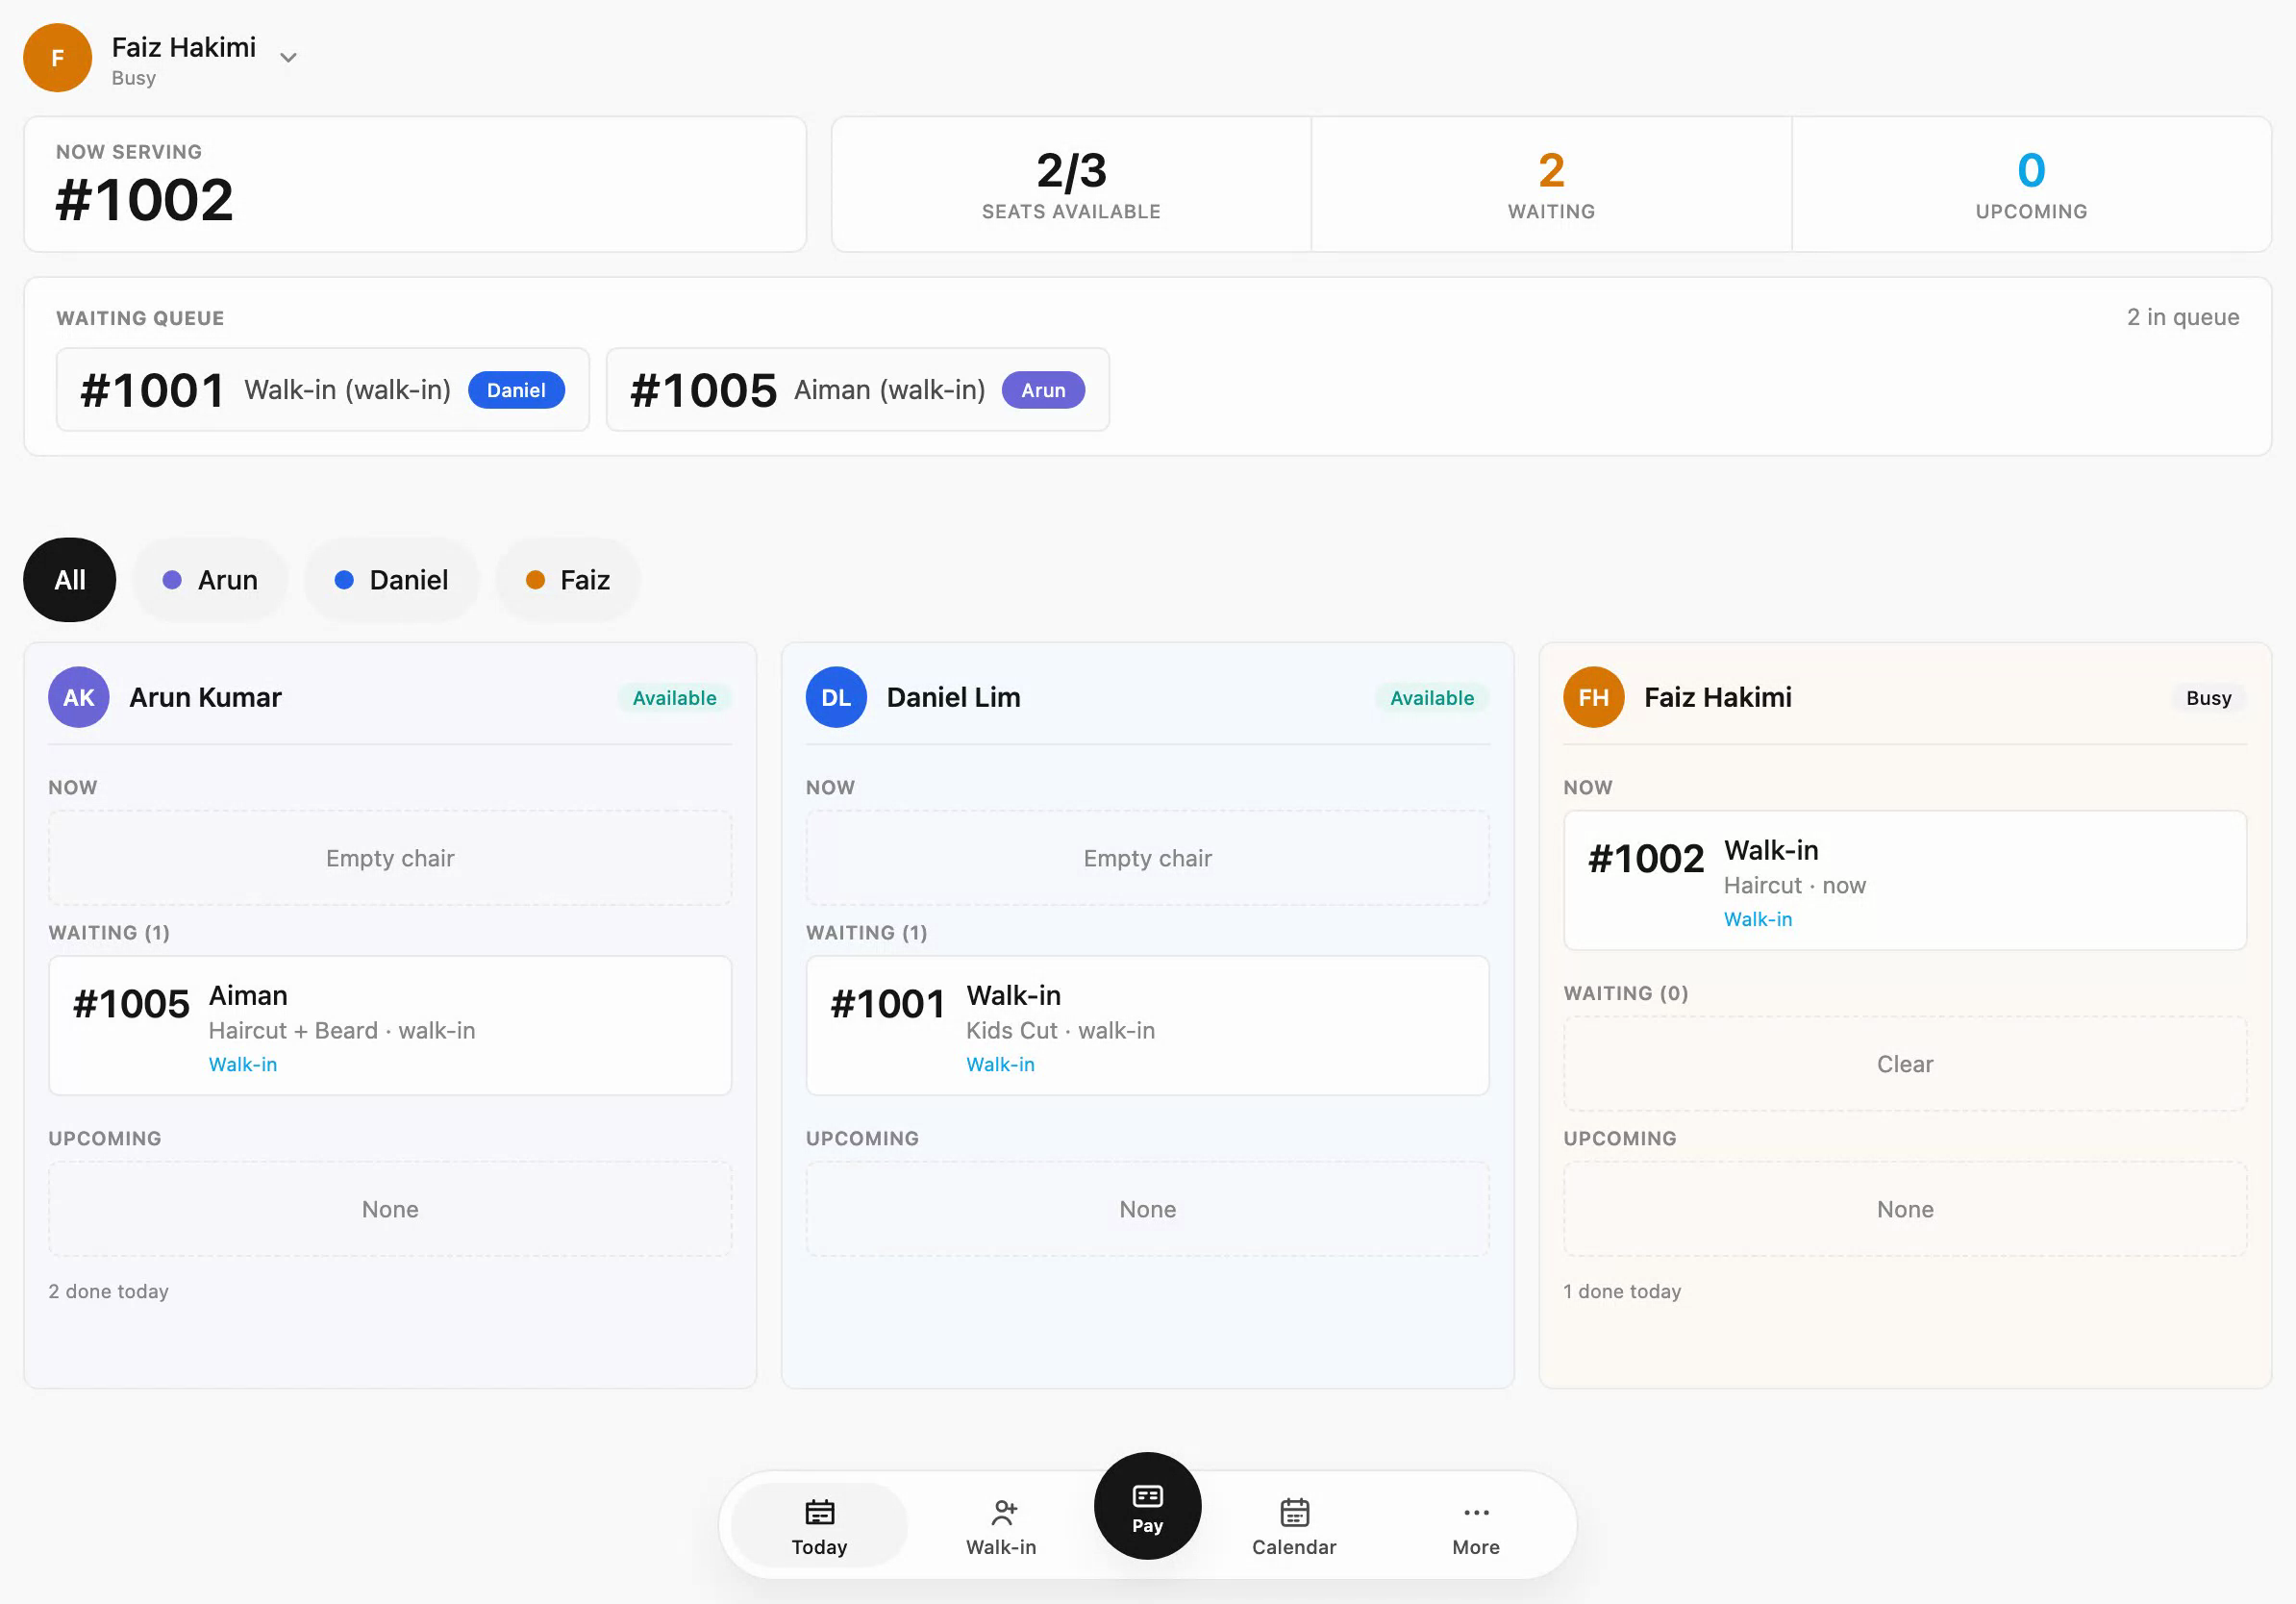 F
Faiz Hakimi
Busy
NOW SERVING
#1002
2/3
SEATS AVAILABLE
2
WAITING
0
UPCOMING
WAITING QUEUE
2 in queue
#1001 Walk-in (walk-in) Daniel
#1005 Aiman (walk-in) Arun
All
Arun
Daniel
Faiz
AK Arun Kumar Available
NOW
Empty chair
WAITING (1)
#1005 Aiman
Haircut + Beard · walk-in
Walk-in
UPCOMING
None
2 done today
DL Daniel Lim Available
NOW
Empty chair
WAITING (1)
#1001 Walk-in
Kids Cut · walk-in
Walk-in
UPCOMING
None
FH Faiz Hakimi Busy
NOW
#1002 Walk-in
Haircut · now
Walk-in
WAITING (0)
Clear
UPCOMING
None
1 done today
Today
Walk-in
Pay
Calendar
More